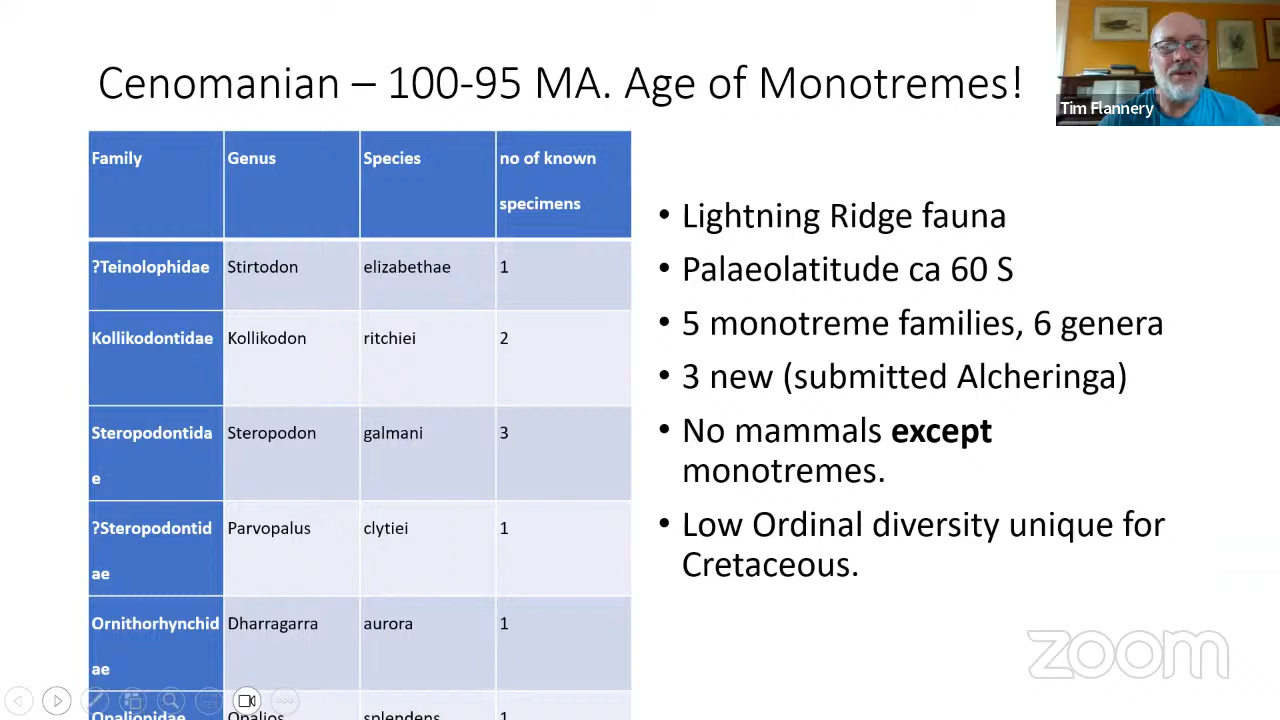 Cenomanian – 100-95 MA. Age of Monotremes!
Tim Flannery
Family Genus Species no of known
specimens
?Teinolophidae Stirtodon elizabethae 1
Kollikodontidae Kollikodon ritchiei 2
Steropodontida Steropodon galmani 3
e
?Steropodontid Parvopalus clytiei 1
ae
Ornithorhynchid Dharragarra aurora 1
ae
Opalionidae Opalios splendens 1
• Lightning Ridge fauna
• Palaeolatitude ca 60 S
• 5 monotreme families, 6 genera
• 3 new (submitted Alcheringa)
• No mammals except
monotremes.
• Low Ordinal diversity unique for
Cretaceous.
zoom